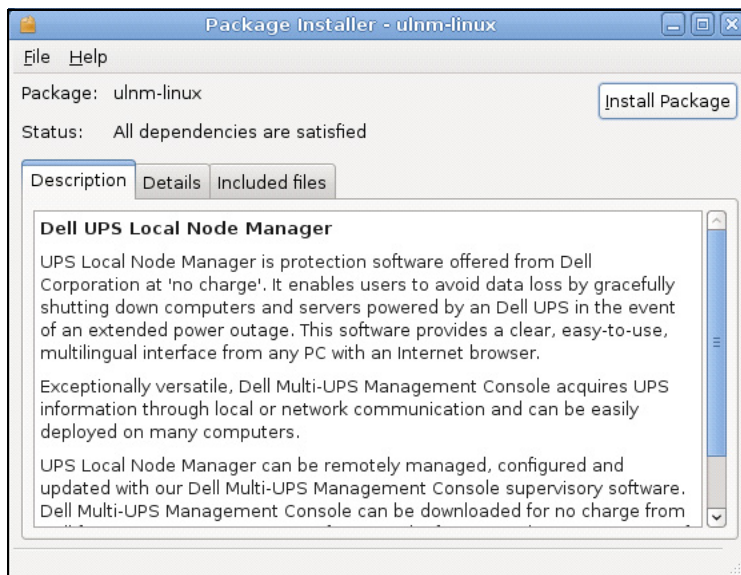 Package Installer - ulnm-linux
File Help
Package: ulnm-linux
Install Package
Status: All dependencies are satisfied
Description Details Included files
Dell UPS Local Node Manager
UPS Local Node Manager is protection software offered from Dell
Corporation at 'no charge'. It enables users to avoid data loss by gracefully
shutting down computers and servers powered by an Dell UPS in the event
of an extended power outage. This software provides a clear, easy-to-use,
multilingual interface from any PC with an Internet browser.
Exceptionally versatile, Dell Multi-UPS Management Console acquires UPS
information through local or network communication and can be easily
deployed on many computers.
UPS Local Node Manager can be remotely managed, configured and
updated with our Dell Multi-UPS Management Console supervisory software.
Dell Multi-UPS Management Console can be downloaded for no charge from